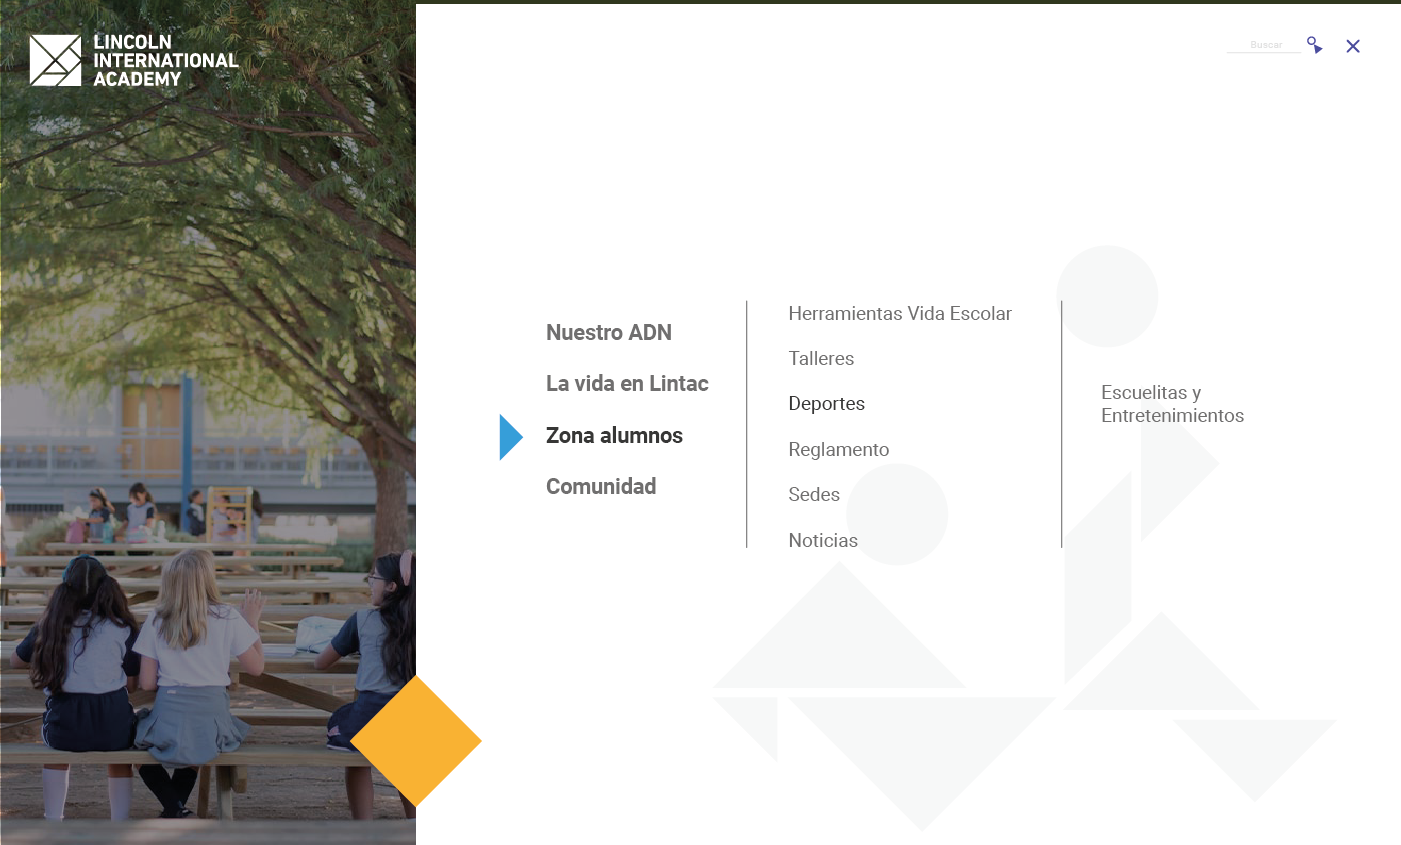 LINCOLN
INTERNATIONAL
ACADEMY
Buscar
Nuestro ADN
La vida en Lintac
Zona alumnos
Comunidad
Herramientas Vida Escolar
Talleres
Deportes
Reglamento
Sedes
Noticias
Escuelitas y
Entretenimientos